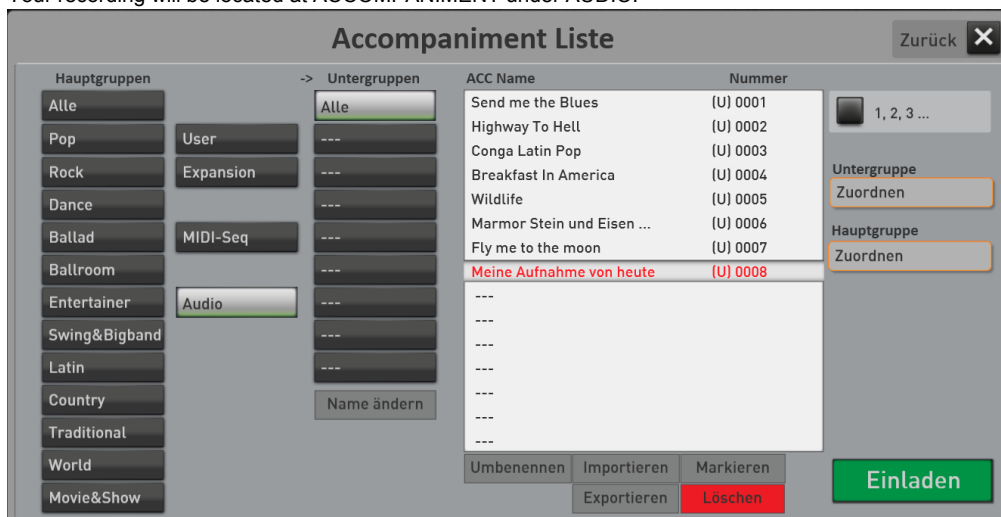 Your recording will be located at ACCOMPANIMENT under AUDIO:
Accompaniment Liste
Zurück
Hauptgruppen -> Untergruppen
ACC Name Nummer
Alle
Pop
Rock
Dance
Ballad
Ballroom
Entertainer
Swing&Bigband
Latin
Country
Traditional
World
Movie&Show
User
Expansion
MIDI-Seq
Audio
Alle
---
---
---
---
---
---
---
---
Name ändern
Send me the Blues (U) 0001
Highway To Hell (U) 0002
Conga Latin Pop (U) 0003
Breakfast In America (U) 0004
Wildlife (U) 0005
Marmor Stein und Eisen ... (U) 0006
Fly me to the moon (U) 0007
Meine Aufnahme von heute (U) 0008
---
---
---
---
---
---
---
Umbenennen Importieren Markieren
Exportieren Löschen
1, 2, 3 ...
Untergruppe
Zuordnen
Hauptgruppe
Zuordnen
Einladen